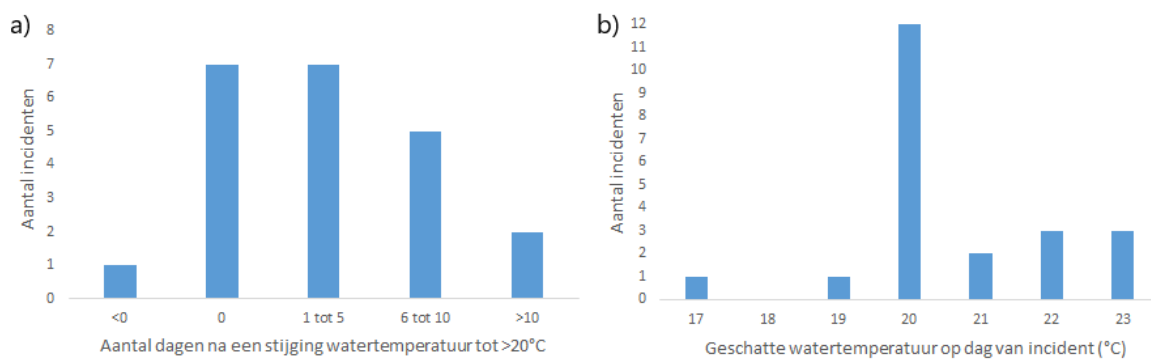 a)
8
7
6
5
4
3
2
1
0
Aantal incidenten
<0 0 1 tot 5 6 tot 10 >10
Aantal dagen na een stijging watertemperatuur tot >20°C
b)
12
11
10
9
8
7
6
5
4
3
2
1
0
Aantal incidenten
17 18 19 20 21 22 23
Geschatte watertemperatuur op dag van incident (°C)